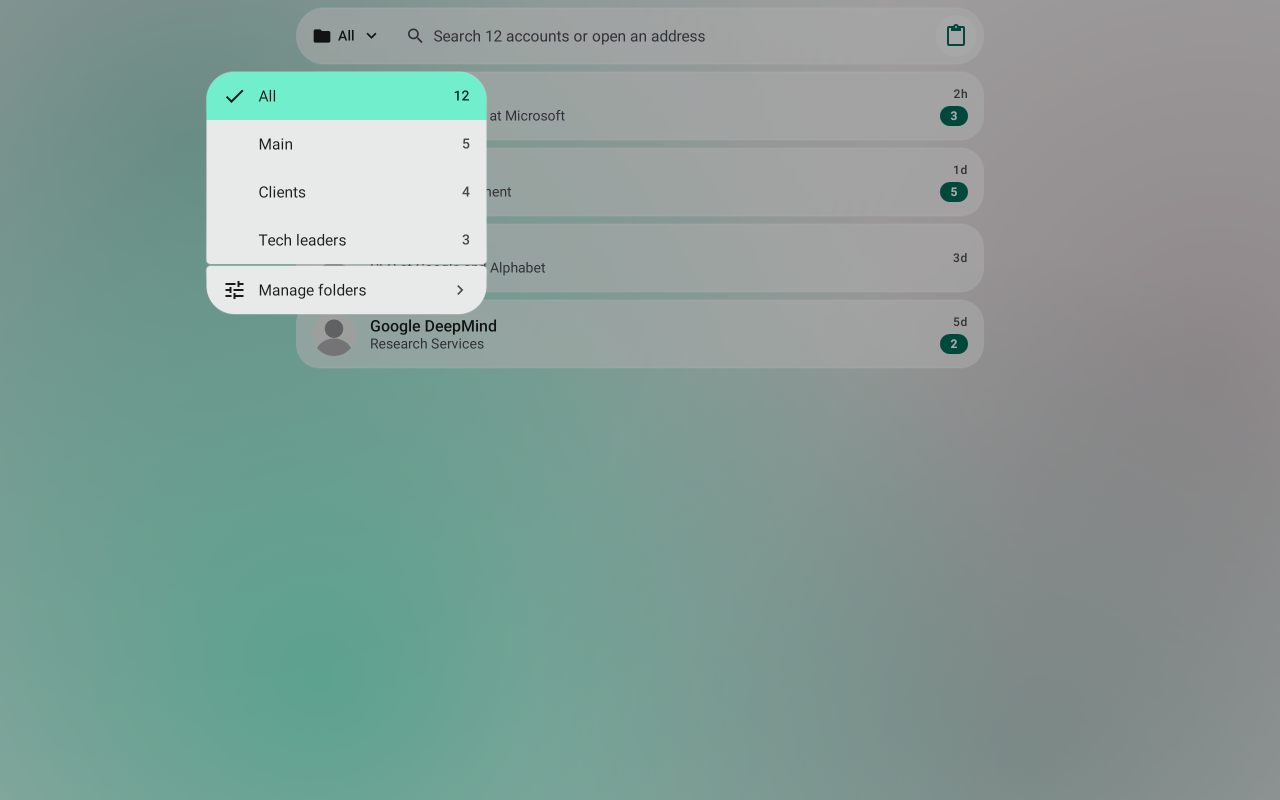 All
Search 12 accounts or open an address
All 12
Main 5
Clients 4
Tech leaders 3
Manage folders
2h
at Microsoft
3
1d
5
3d
Alphabet
Google DeepMind
Research Services
5d
2